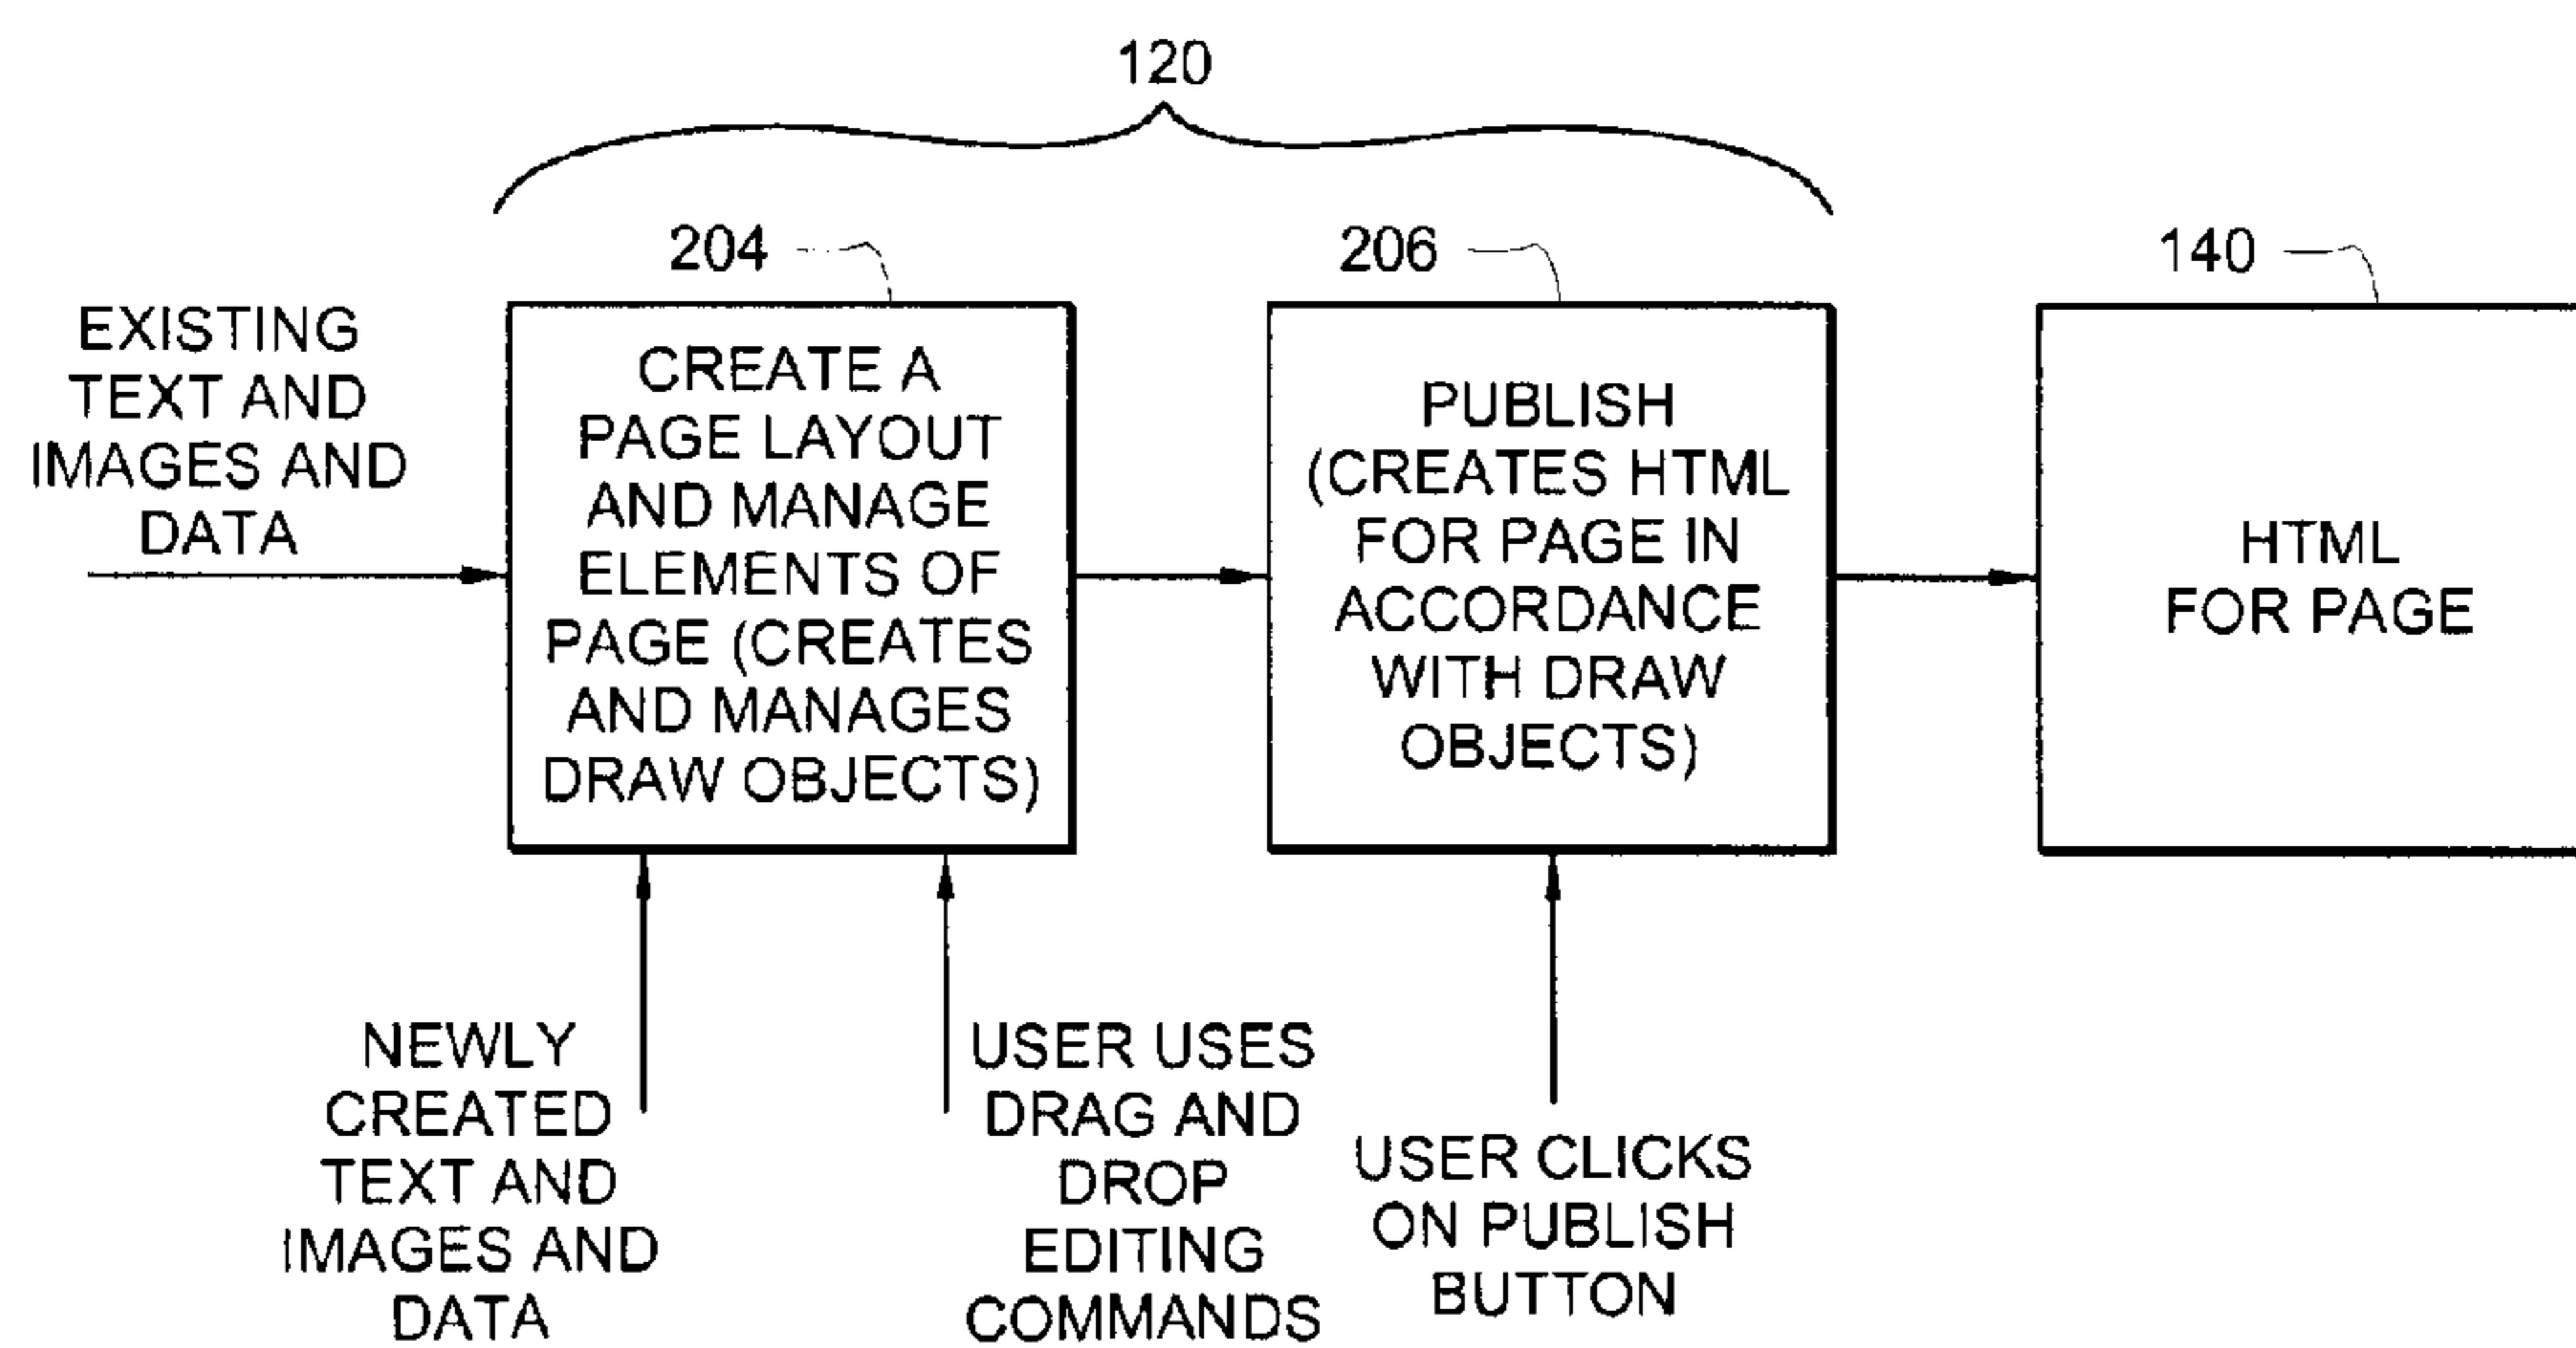 120
204
206
140
EXISTING
TEXT AND
IMAGES AND
DATA
CREATE A
PAGE LAYOUT
AND MANAGE
ELEMENTS OF
PAGE (CREATES
AND MANAGES
DRAW OBJECTS)
PUBLISH
(CREATES HTML
FOR PAGE IN
ACCORDANCE
WITH DRAW
OBJECTS)
HTML
FOR PAGE
NEWLY
CREATED
TEXT AND
IMAGES AND
DATA
USER USES
DRAG AND
DROP
EDITING
COMMANDS
USER CLICKS
ON PUBLISH
BUTTON